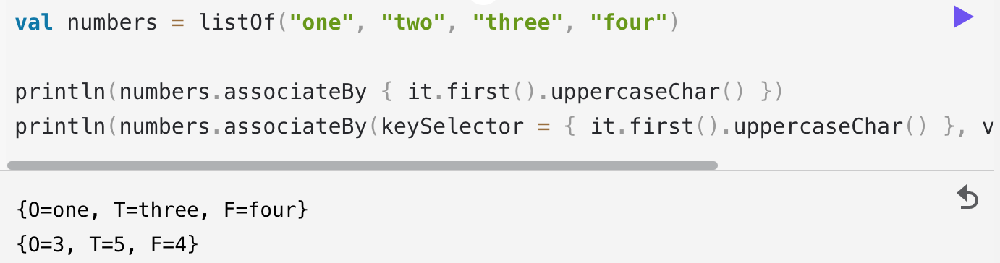 val numbers = listOf("one", "two", "three", "four")
println(numbers.associateBy { it.first().uppercaseChar() })
println(numbers.associateBy(keySelector = { it.first().uppercaseChar() }, v
{O=one, T=three, F=four}
{O=3, T=5, F=4}